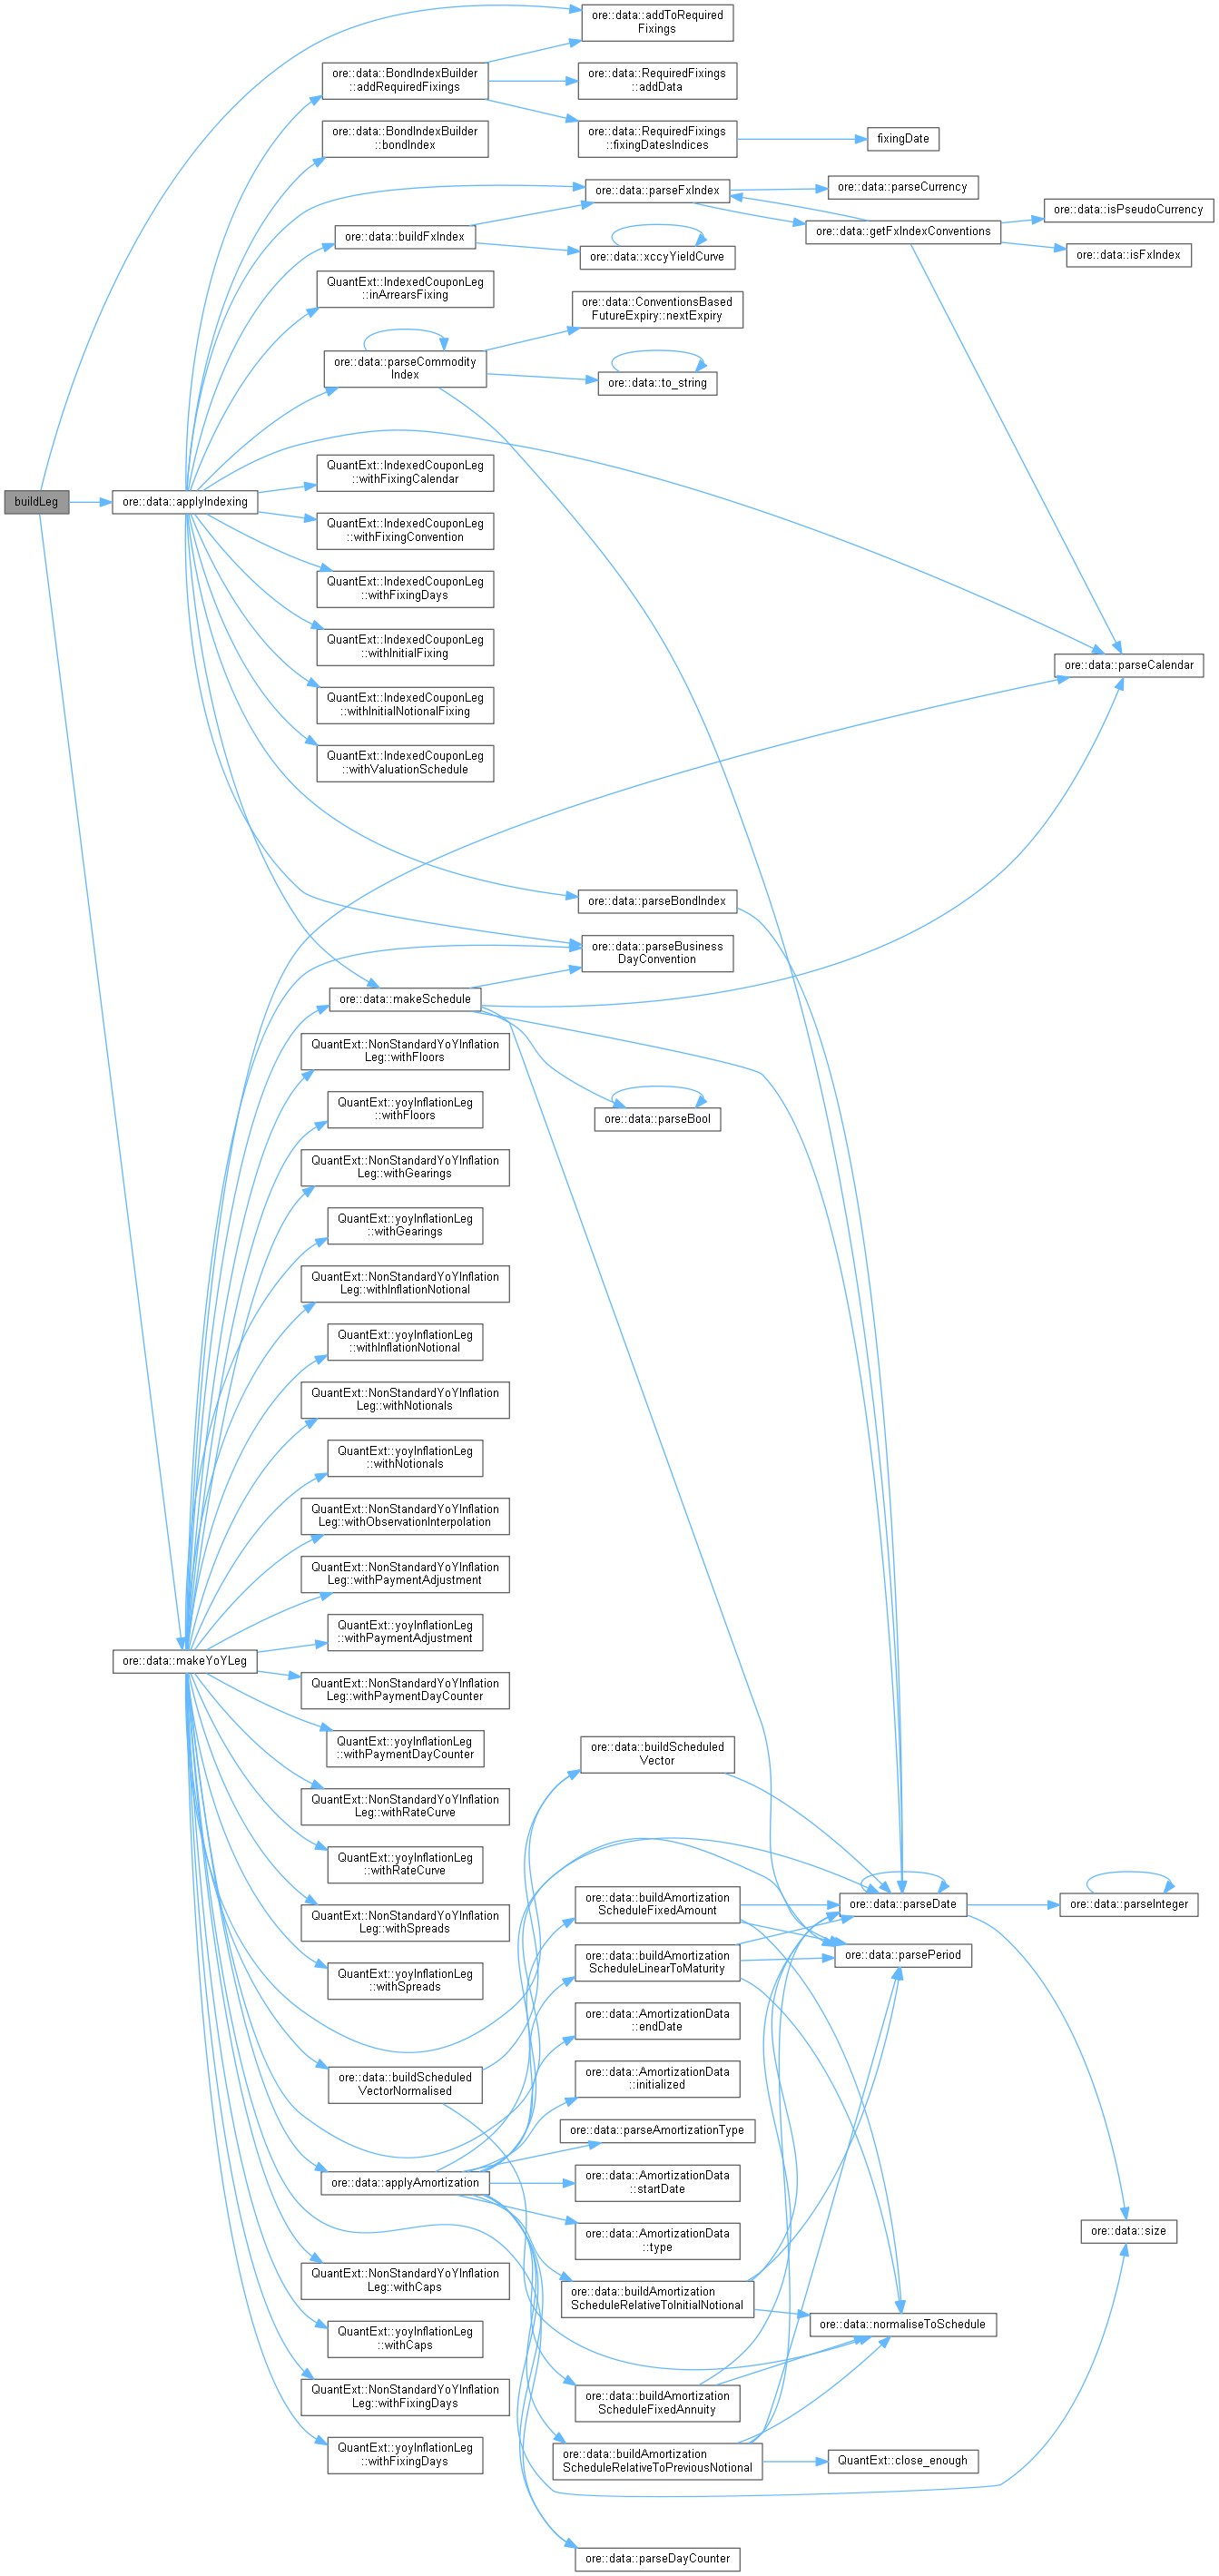 ore::data::addToRequired
Fixings
ore::data::BondIndexBuilder
::addRequiredFixings
ore::data::RequiredFixings
::addData
ore::data::RequiredFixings
::fixingDatesIndices
fixingDate
ore::data::BondIndexBuilder
::bondIndex
ore::data::parseFxIndex
ore::data::parseCurrency
ore::data::isPseudoCurrency
ore::data::buildFxIndex
ore::data::getFxIndexConventions
ore::data::xccyYieldCurve
ore::data::isFxIndex
QuantExt::IndexedCouponLeg
::inArrearsFixing
ore::data::ConventionsBased
FutureExpiry::nextExpiry
ore::data::parseCommodity
Index
ore::data::to_string
QuantExt::IndexedCouponLeg
::withFixingCalendar
buildLeg
ore::data::applyIndexing
QuantExt::IndexedCouponLeg
::withFixingConvention
QuantExt::IndexedCouponLeg
::withFixingDays
QuantExt::IndexedCouponLeg
::withInitialFixing
ore::data::parseCalendar
QuantExt::IndexedCouponLeg
::withInitialNotionalFixing
QuantExt::IndexedCouponLeg
::withValuationSchedule
ore::data::parseBondIndex
ore::data::parseBusiness
DayConvention
ore::data::makeSchedule
QuantExt::NonStandardYoYInflation
Leg::withFloors
QuantExt::yoyInflationLeg
::withFloors
ore::data::parseBool
QuantExt::NonStandardYoYInflation
Leg::withGearings
QuantExt::yoyInflationLeg
::withGearings
QuantExt::NonStandardYoYInflation
Leg::withInflationNotional
QuantExt::yoyInflationLeg
::withInflationNotional
QuantExt::NonStandardYoYInflation
Leg::withNotionals
QuantExt::yoyInflationLeg
::withNotionals
QuantExt::NonStandardYoYInflation
Leg::withObservationInterpolation
QuantExt::NonStandardYoYInflation
Leg::withPaymentAdjustment
QuantExt::yoyInflationLeg
::withPaymentAdjustment
ore::data::makeYoYLeg
QuantExt::NonStandardYoYInflation
Leg::withPaymentDayCounter
QuantExt::yoyInflationLeg
::withPaymentDayCounter
ore::data::buildScheduled
Vector
QuantExt::NonStandardYoYInflation
Leg::withRateCurve
QuantExt::yoyInflationLeg
::withRateCurve
QuantExt::NonStandardYoYInflation
Leg::withSpreads
ore::data::buildAmortization
ScheduleFixedAmount
ore::data::parseDate
ore::data::parseInteger
QuantExt::yoyInflationLeg
::withSpreads
ore::data::buildAmortization
ScheduleLinearToMaturity
ore::data::parsePeriod
ore::data::AmortizationData
::endDate
ore::data::buildScheduled
VectorNormalised
ore::data::AmortizationData
::initialized
ore::data::parseAmortizationType
ore::data::applyAmortization
ore::data::AmortizationData
::startDate
ore::data::AmortizationData
::type
ore::data::size
QuantExt::NonStandardYoYInflation
Leg::withCaps
ore::data::buildAmortization
ScheduleRelativeToInitialNotional
QuantExt::yoyInflationLeg
::withCaps
ore::data::normaliseToSchedule
QuantExt::NonStandardYoYInflation
Leg::withFixingDays
ore::data::buildAmortization
ScheduleFixedAnnuity
QuantExt::yoyInflationLeg
::withFixingDays
ore::data::buildAmortization
ScheduleRelativeToPreviousNotional
QuantExt::close_enough
ore::data::parseDayCounter